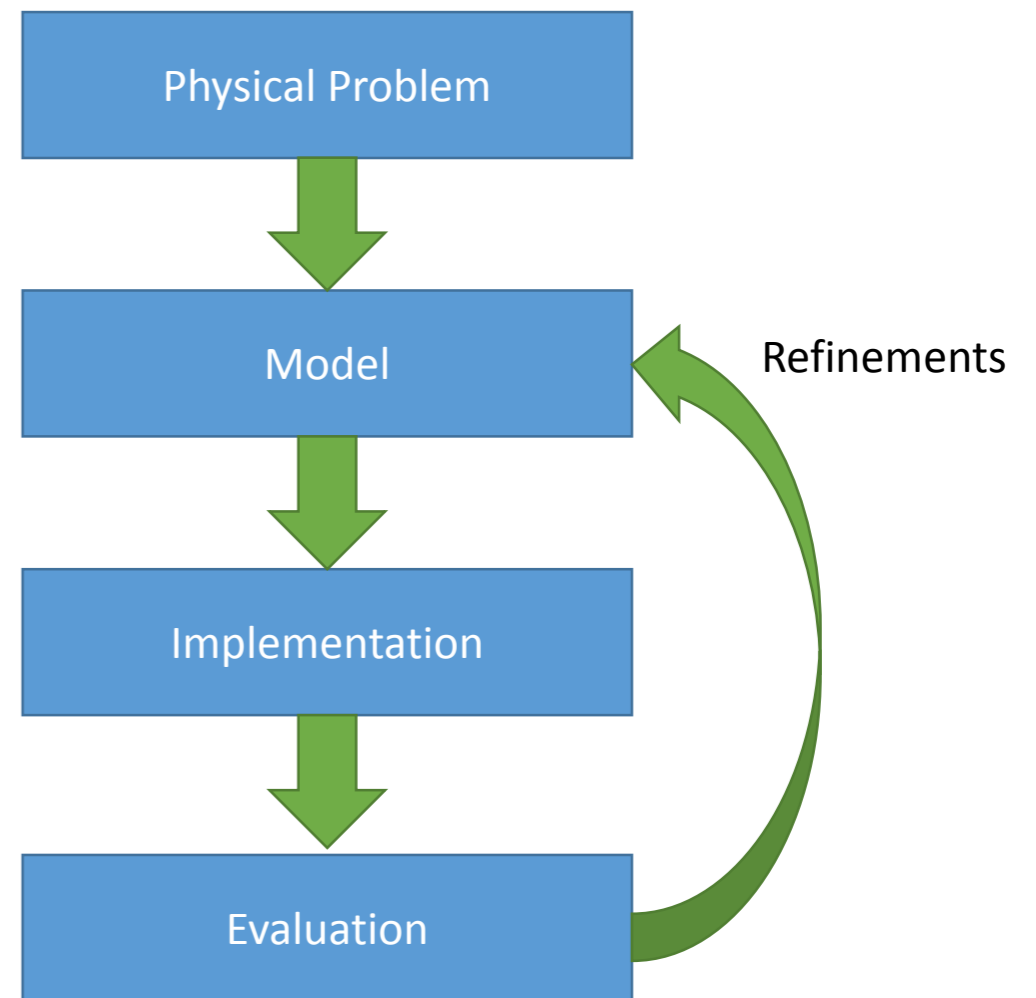 Physical Problem
Model
Refinements
Implementation
Evaluation